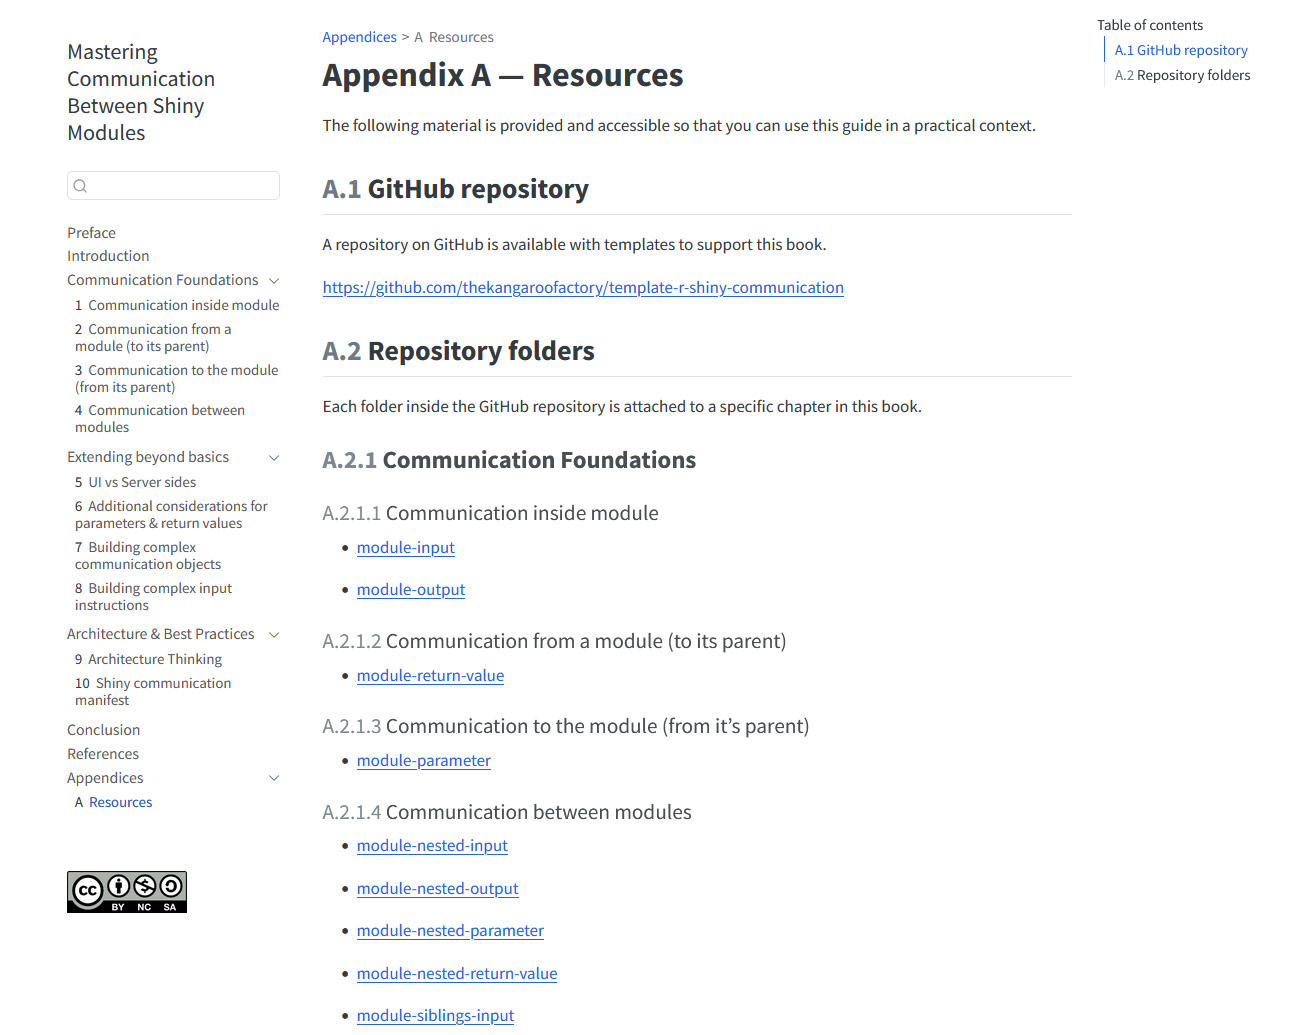 Mastering
Communication
Between Shiny
Modules
Preface
Introduction
Communication Foundations
1 Communication inside module
2 Communication from a
module (to its parent)
3 Communication to the module
(from its parent)
4 Communication between
modules
Extending beyond basics
5 UI vs Server sides
6 Additional considerations for
parameters & return values
7 Building complex
communication objects
8 Building complex input
instructions
Architecture & Best Practices
9 Architecture Thinking
10 Shiny communication
manifest
Conclusion
References
Appendices
A Resources
cc
BY NC SA
Appendices > A Resources
Appendix A — Resources
The following material is provided and accessible so that you can use this guide in a practical context.
A.1 GitHub repository
A repository on GitHub is available with templates to support this book.
https://github.com/thekangaroofactory/template-r-shiny-communication
A.2 Repository folders
Each folder inside the GitHub repository is attached to a specific chapter in this book.
A.2.1 Communication Foundations
A.2.1.1 Communication inside module
• module-input
• module-output
A.2.1.2 Communication from a module (to its parent)
• module-return-value
A.2.1.3 Communication to the module (from it’s parent)
• module-parameter
A.2.1.4 Communication between modules
• module-nested-input
• module-nested-output
• module-nested-parameter
• module-nested-return-value
• module-siblings-input
Table of contents
A.1 GitHub repository
A.2 Repository folders